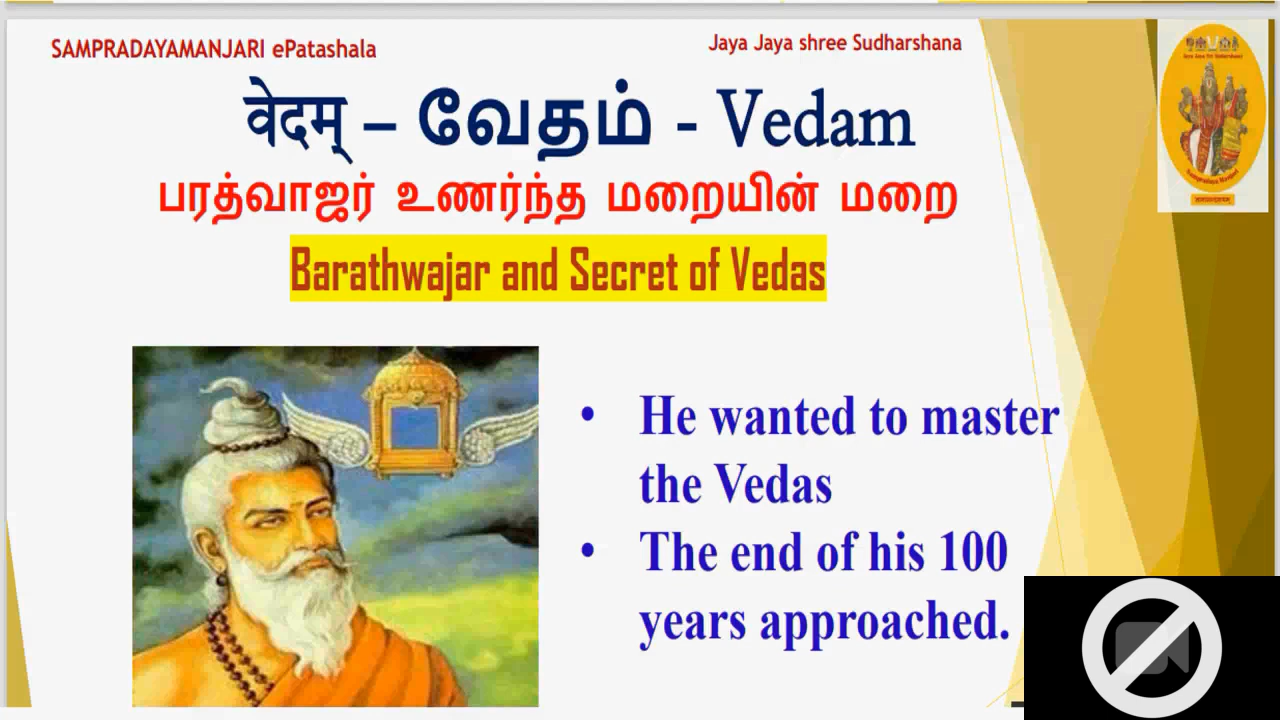 SAMPRADAYAMANJARI ePatashala
Jaya Jaya shree Sudharshana
वेदम् – வேதம் - Vedam
பரத்வாஜர் உணர்ந்த மறையின் மறை
Barathwajar and Secret of Vedas
• He wanted to master
the Vedas
• The end of his 100
years approached.